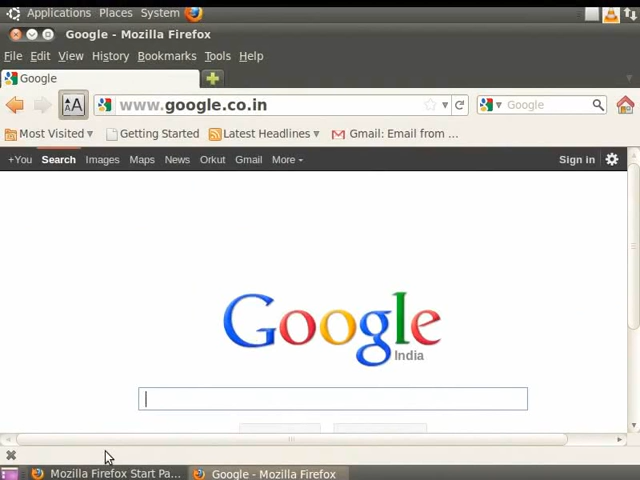 Applications Places System
Google - Mozilla Firefox
File Edit View History Bookmarks Tools Help
Google
www.google.co.in
Google
Most Visited Getting Started Latest Headlines Gmail: Email from ...
+You Search Images Maps News Orkut Gmail More Sign in
Google
India
Mozilla Firefox Start Pa... Google - Mozilla Firefox